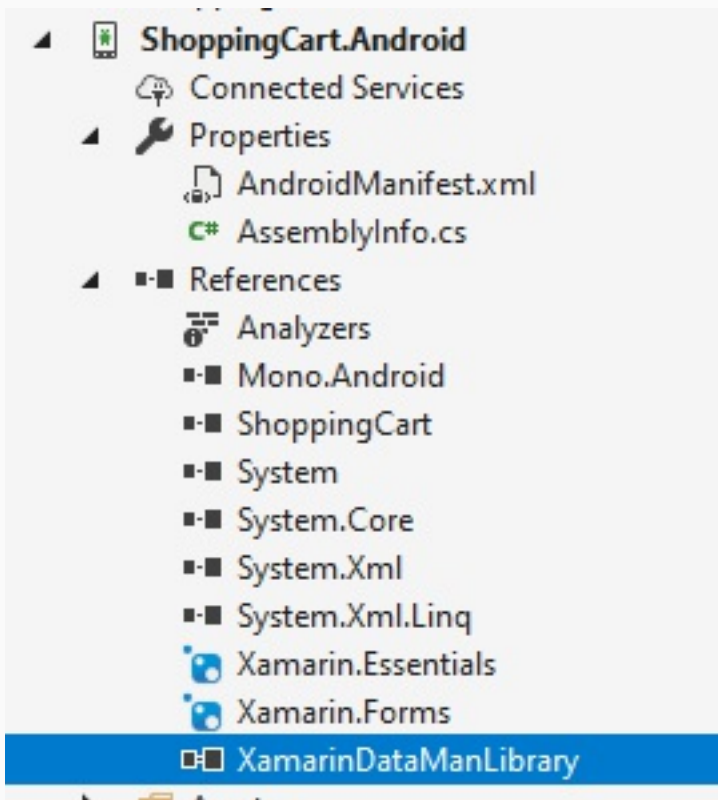 ShoppingCart.Android
Connected Services
Properties
AndroidManifest.xml
C# AssemblyInfo.cs
References
Analyzers
Mono.Android
ShoppingCart
System
System.Core
System.Xml
System.Xml.Linq
Xamarin.Essentials
Xamarin.Forms
XamarinDataManLibrary